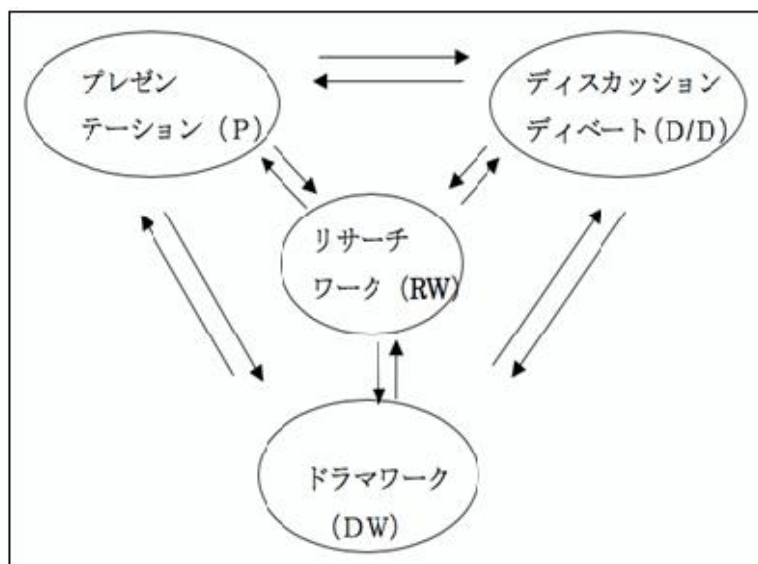 プレゼン
テーション（P）
ディスカッション
ディベート(D/D)
リサーチ
ワーク（RW）
ドラマワーク
（DW）